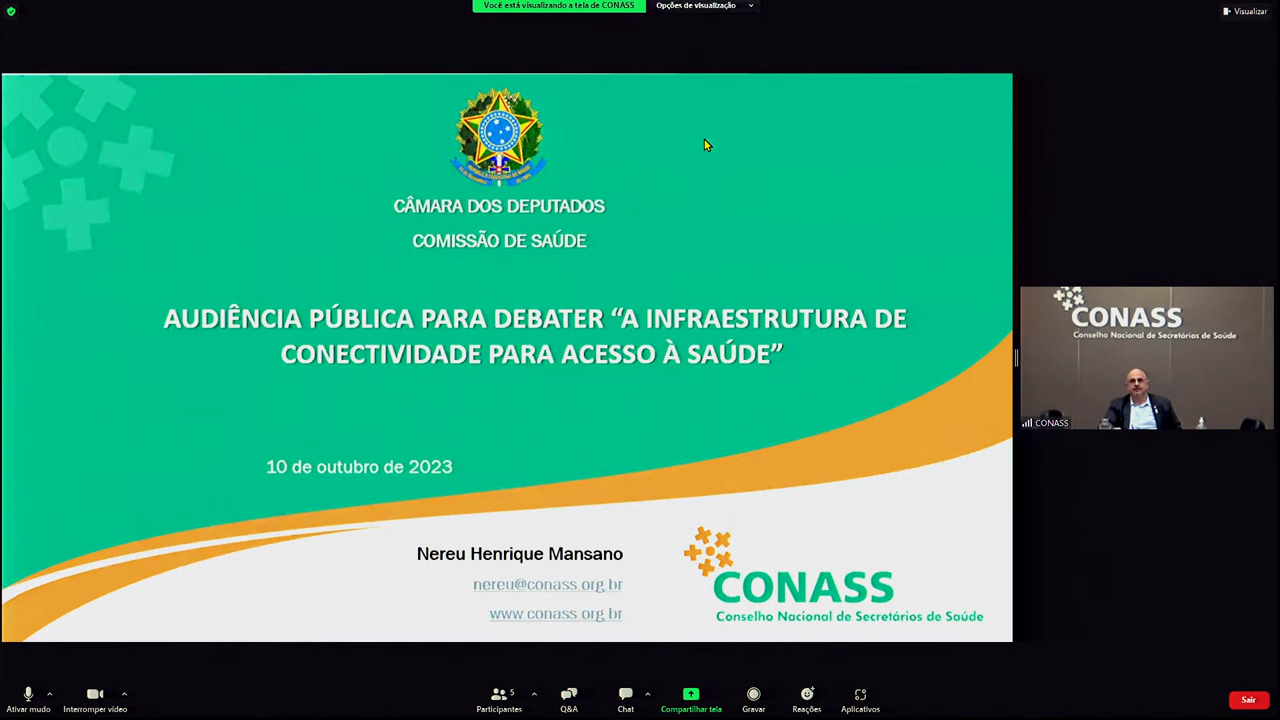 Você está visualizando a tela de CONASS
Opções de visualização
Visualizar
CÂMARA DOS DEPUTADOS
COMISSÃO DE SAÚDE
AUDIÊNCIA PÚBLICA PARA DEBATER “A INFRAESTRUTURA DE
CONECTIVIDADE PARA ACESSO À SAÚDE”
10 de outubro de 2023
Nereu Henrique Mansano
nereu@conass.org.br
www.conass.org.br
CONASS
Conselho Nacional de Secretários de Saúde
CONASS
Conselho Nacional de Secretários de Saúde
CONASS
Ativar mudo
Interromper vídeo
Participantes
5
Q&A
Chat
Compartilhar tela
Gravar
Reações
Aplicativos
Sair